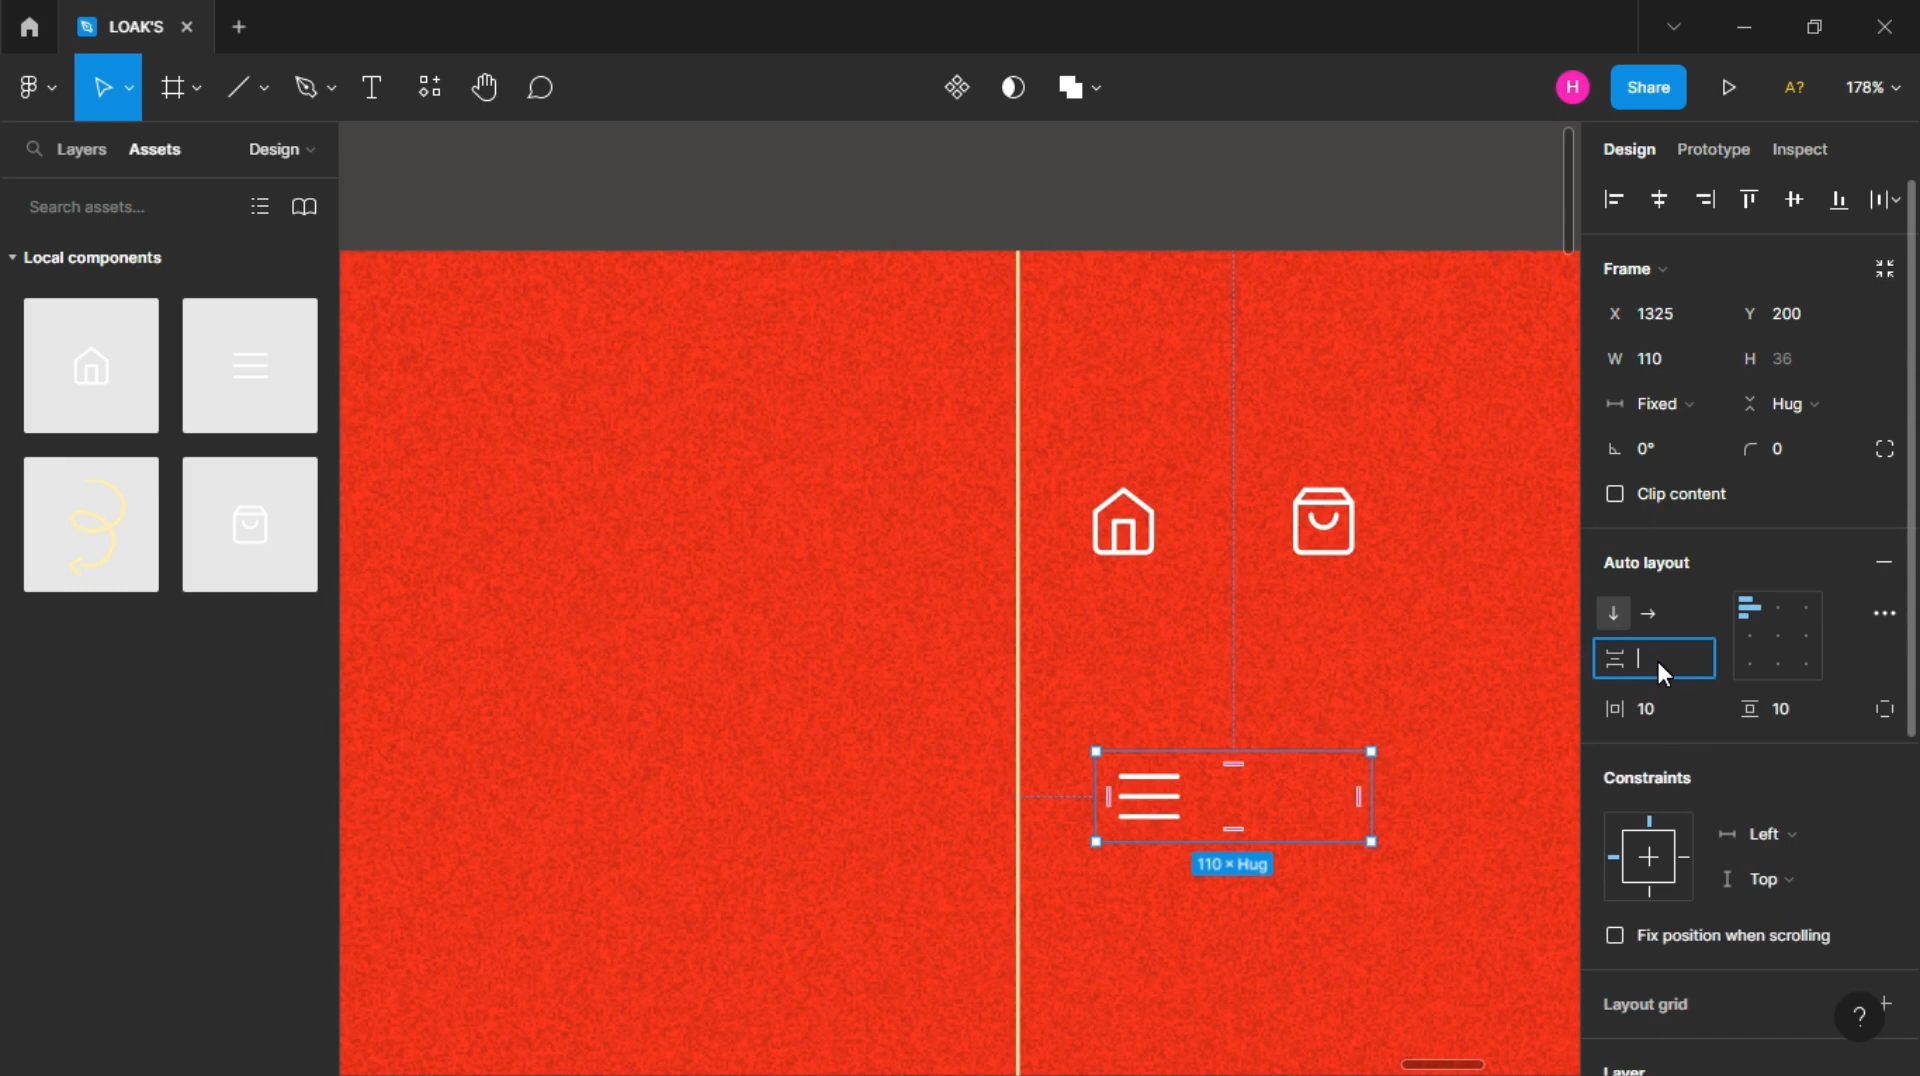 LOAK'S
Share
A?
178%
H
Layers
Assets
Design
Design
Prototype
Inspect
Search assets...
Local components
Frame
X 1325
Y 200
W 110
H 36
Fixed
Hug
0°
0
Clip content
Auto layout
10
10
110 × Hug
Constraints
Left
Top
Fix position when scrolling
Layout grid
?
Layer